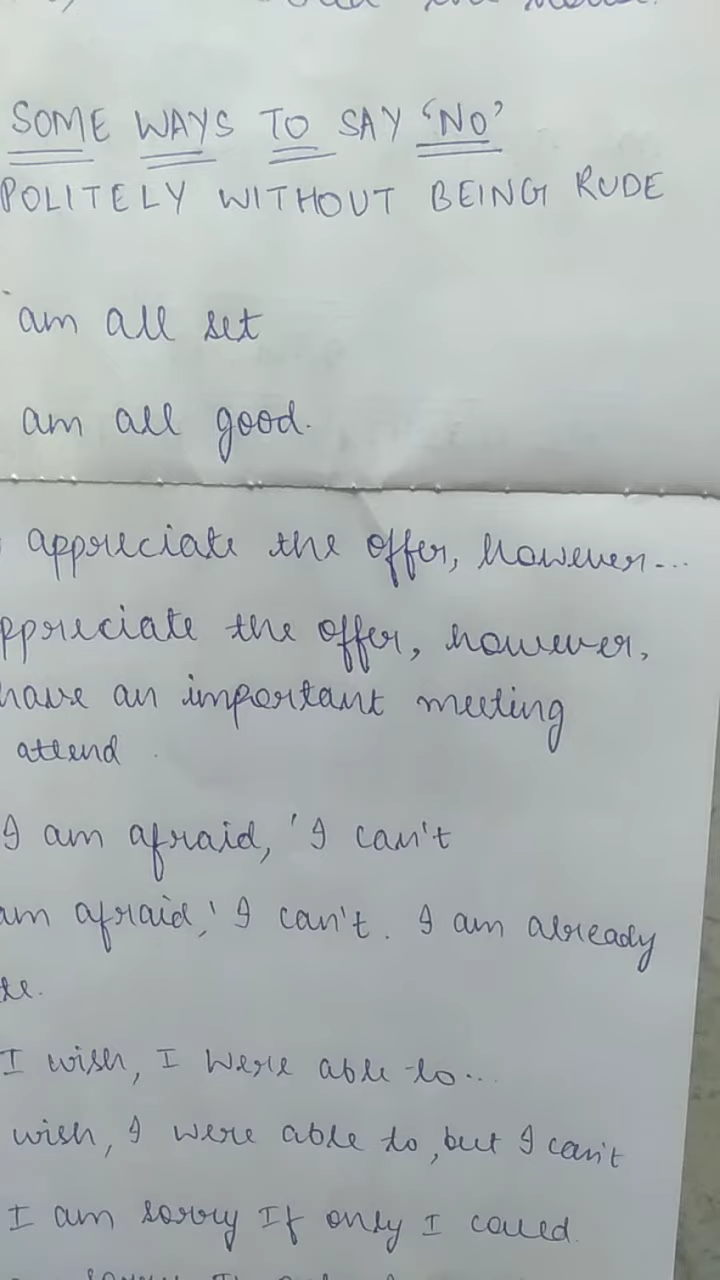 SOME WAYS TO SAY 'NO'
POLITELY WITHOUT BEING RUDE
am all set
am all good.
appreciate the offer, however...
ppreciate the offer, however,
have an important meeting
attend
I am afraid, 'I can't
am afraid,' I can't. I am already
te.
I wish, I were able to...
wish, I were able to, but I can't
I am sorry If only I could.